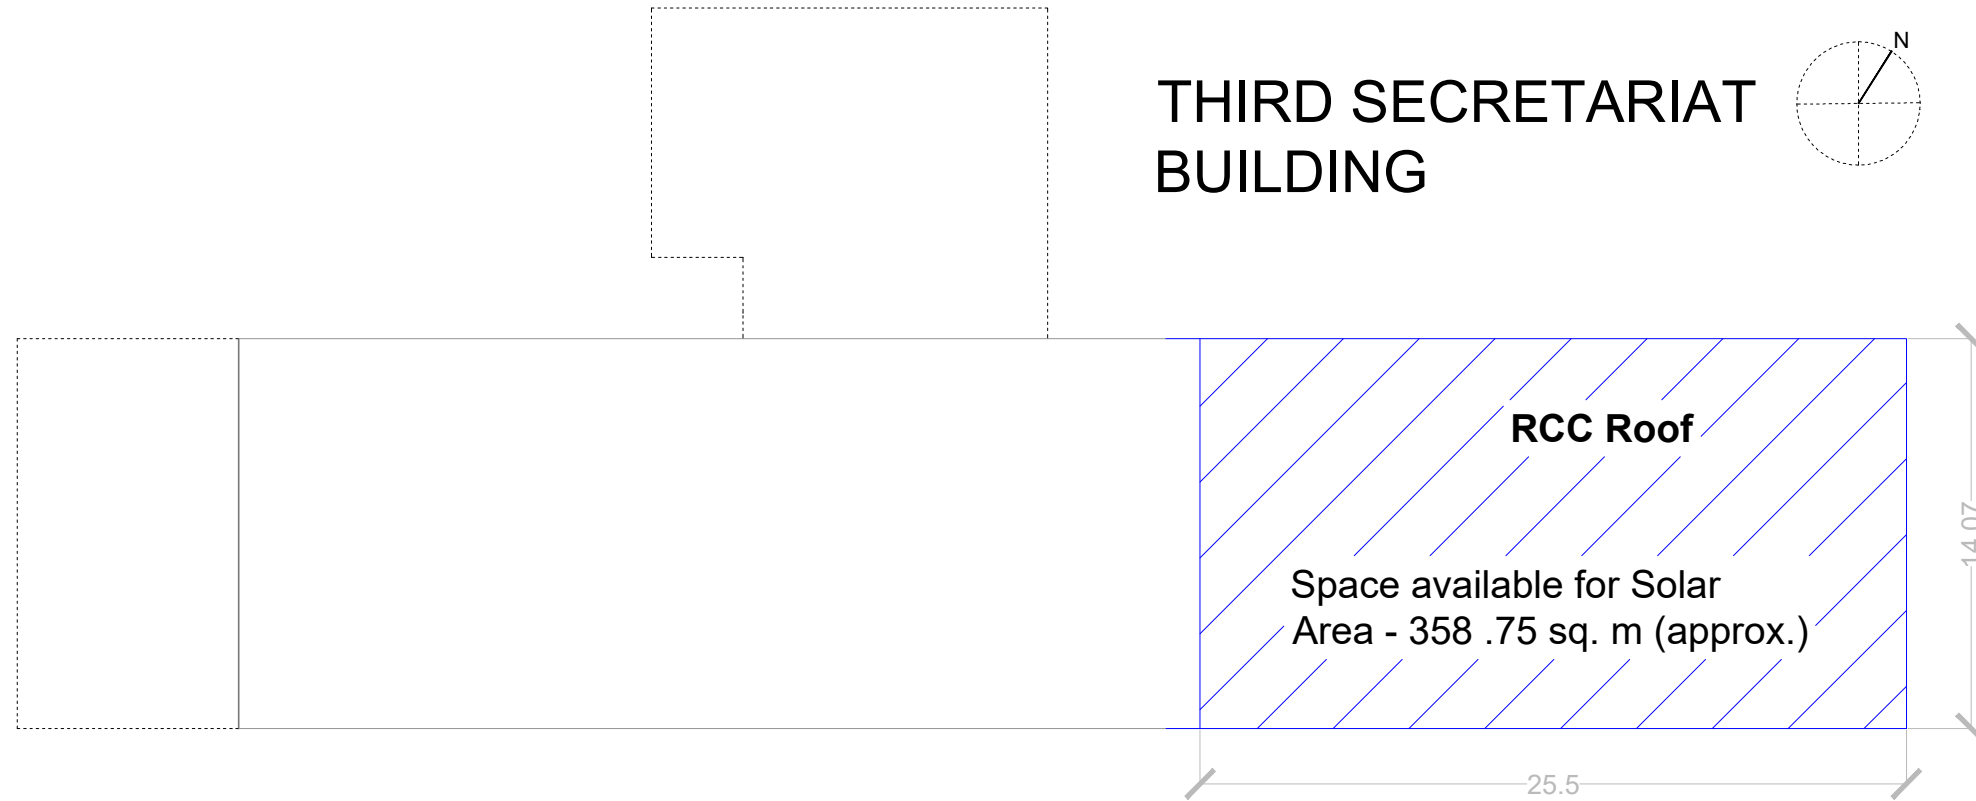 THIRD SECRETARIAT
BUILDING
N
RCC Roof
Space available for Solar
Area - 358 .75 sq. m (approx.)
14.07
25.5